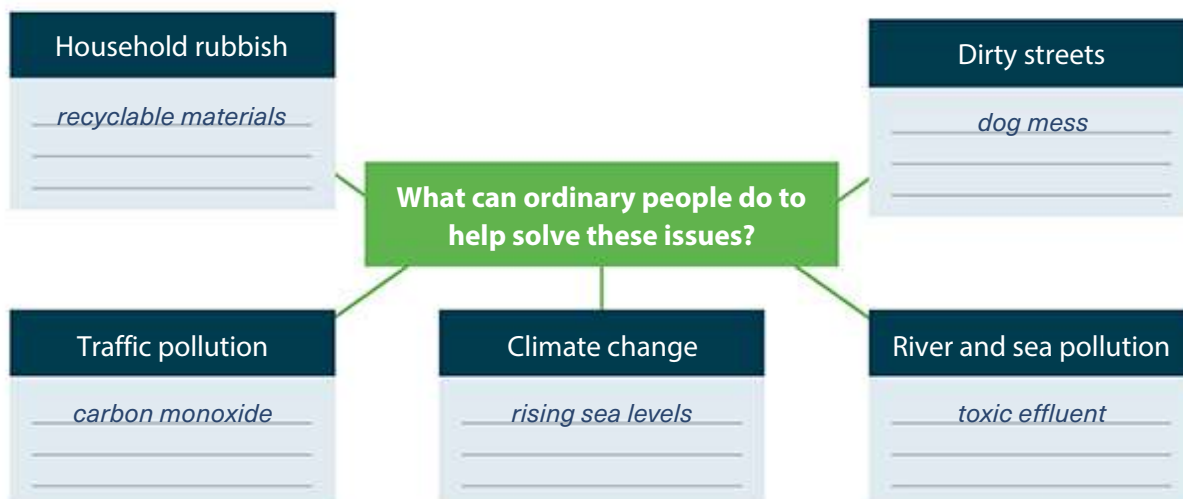 Household rubbish
recyclable materials
Dirty streets
dog mess
What can ordinary people do to
help solve these issues?
Traffic pollution
carbon monoxide
Climate change
rising sea levels
River and sea pollution
toxic effluent